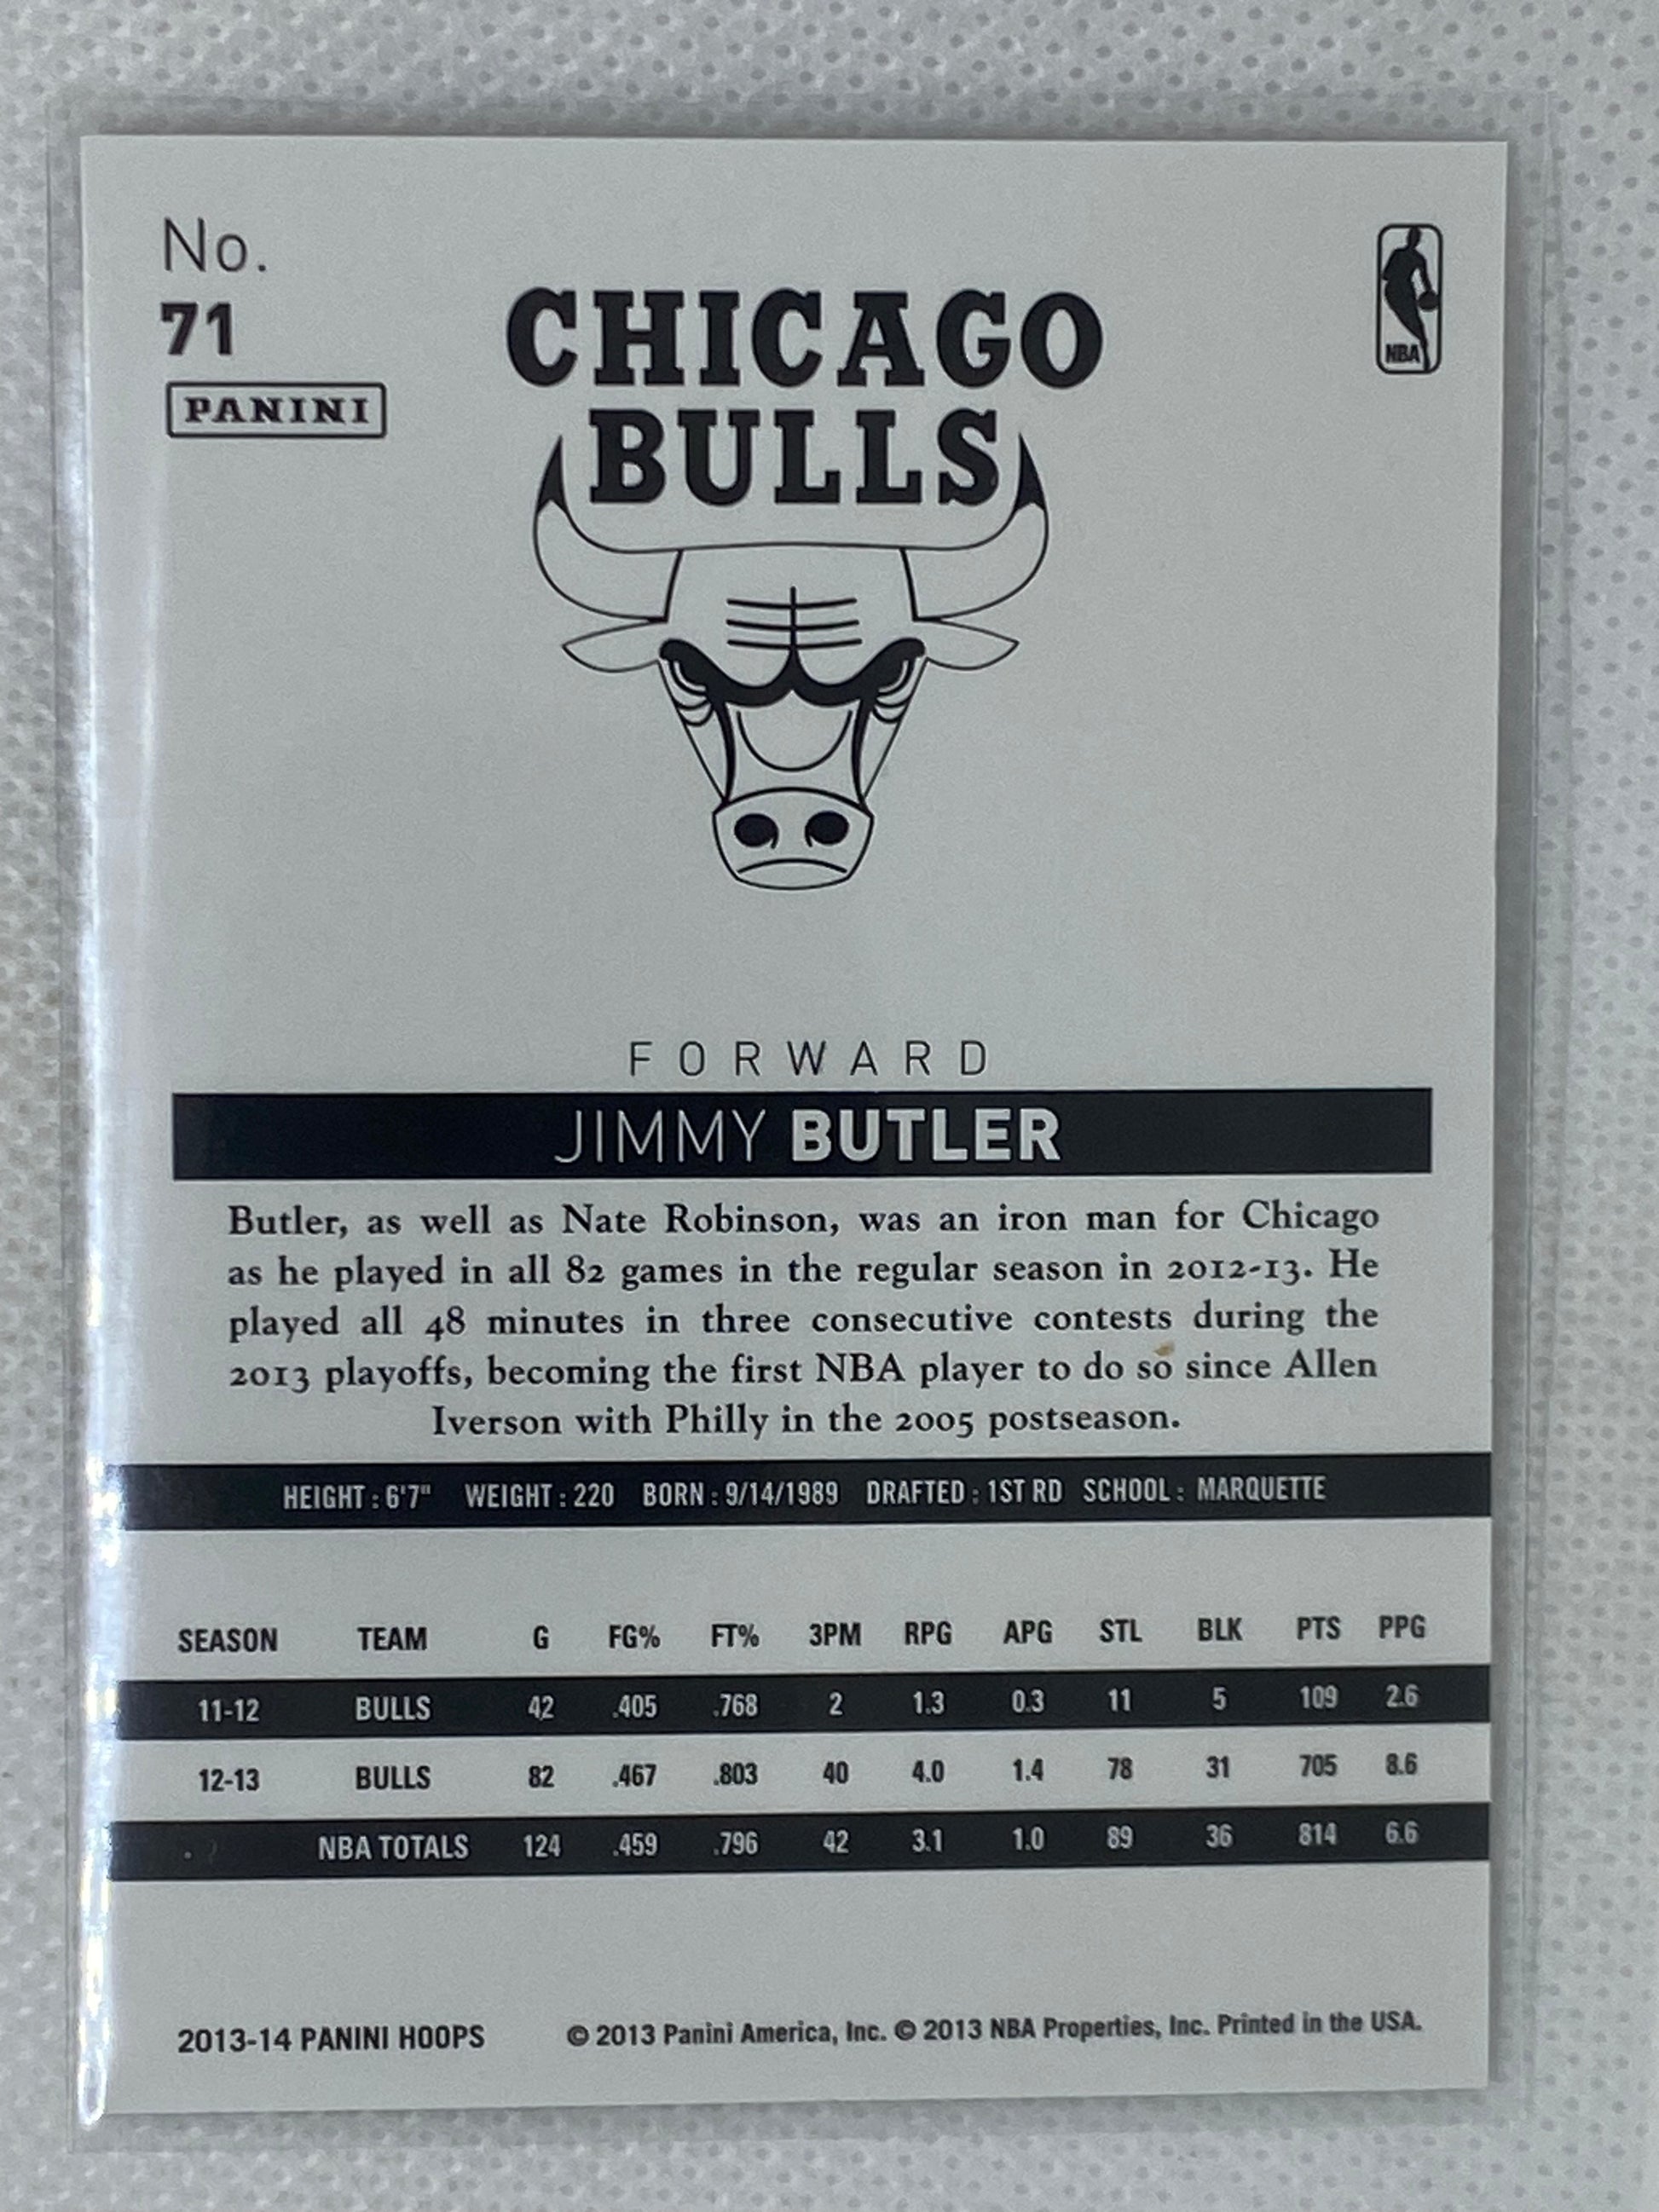 No.
71
PANINI
NBA
CHICAGO
BULLS
FORWARD
JIMMY BUTLER
Butler, as well as Nate Robinson, was an iron man for Chicago
as he played in all 82 games in the regular season in 2012-13. He
played all 48 minutes in three consecutive contests during the
2013 playoffs, becoming the first NBA player to do so since Allen
Iverson with Philly in the 2005 postseason.
HEIGHT : 6'7" WEIGHT : 220 BORN : 9/14/1989 DRAFTED : 1ST RD SCHOOL : MARQUETTE
SEASON TEAM G FG% FT% 3PM RPG APG STL BLK PTS PPG
11-12 BULLS 42 .405 .768 2 1.3 0.3 11 5 109 2.6
12-13 BULLS 82 .467 .803 40 4.0 1.4 78 31 705 8.6
NBA TOTALS 124 .459 .796 42 3.1 1.0 89 36 814 6.6
2013-14 PANINI HOOPS © 2013 Panini America, Inc. © 2013 NBA Properties, Inc. Printed in the USA.